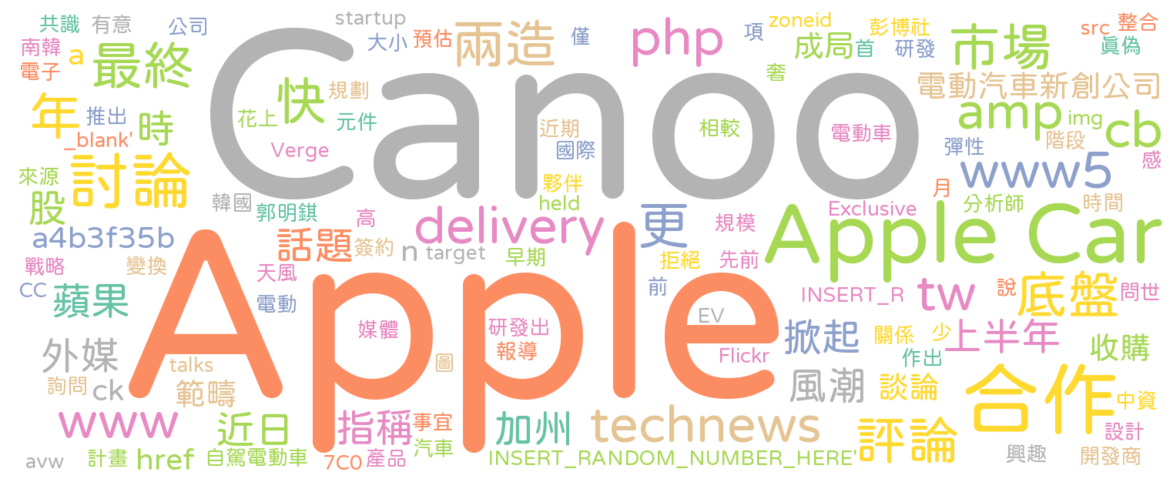 共識 有意 公司 startup 大小 預估 兩造 php 僅 項 zoneid 成局 首 彭博社 研發 市場 src 整合 眞偽
南韓 電子 a 最終 Canoo 奢 電動汽車新創公司
年 推出 _blank' 時 快 規劃 花上 元件 近期 國際 相較 電動車 彈性 amp img 階段 cb 感
Verge
來源 股 討論 韓國 郭明錤 高 夥伴 held www5 月 分析師 時間
a4b3f35b 話題 簽約 delivery 更 規模 Exclusive Apple Car
戰略 變換 天風 n target 早期 拒絕 先前
CC 蘋果 電動 Apple 前 INSERT_R tw 說 底盤 問世
外媒 媒體 研發出 報導 EV 掀起 關係 少 上半年 收購
talks 圖 Flickr 作出
詢問 ck 範疇 風潮 談論 合作 中資
www 近日 指稱 事宜 加州 technews 評論 設計
avw 計畫 href 自駕電動車 7C0 產品 汽車 INSERT_RANDOM_NUMBER_HERE' 興趣 開發商